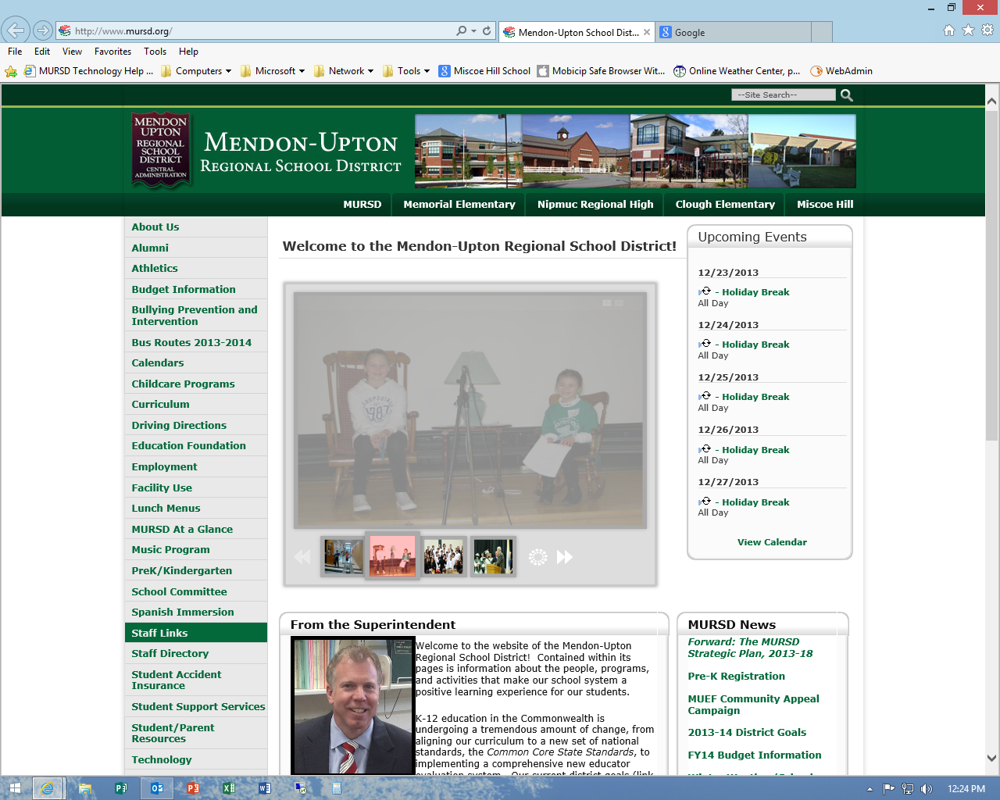 http://www.mursd.org/
Mendon-Upton School Dist...
Google
File Edit View Favorites Tools Help
MURSD Technology Help ... Computers Microsoft Network Tools Miscoe Hill School Mobicip Safe Browser Wit... Online Weather Center, p... WebAdmin
--Site Search--
MENDON
UPTON
REGIONAL
SCHOOL
DISTRICT
CENTRAL
ADMINISTRATION
MENDON-UPTON
REGIONAL SCHOOL DISTRICT
MURSD Memorial Elementary Nipmuc Regional High Clough Elementary Miscoe Hill
About Us
Alumni
Athletics
Budget Information
Bullying Prevention and
Intervention
Bus Routes 2013-2014
Calendars
Childcare Programs
Curriculum
Driving Directions
Education Foundation
Employment
Facility Use
Lunch Menus
MURSD At a Glance
Music Program
PreK/Kindergarten
School Committee
Spanish Immersion
Staff Links
Staff Directory
Student Accident
Insurance
Student Support Services
Student/Parent
Resources
Technology
Welcome to the Mendon-Upton Regional School District!
1987
Upcoming Events
12/23/2013
- Holiday Break
All Day
12/24/2013
- Holiday Break
All Day
12/25/2013
- Holiday Break
All Day
12/26/2013
- Holiday Break
All Day
12/27/2013
- Holiday Break
All Day
View Calendar
From the Superintendent
Welcome to the website of the Mendon-Upton
Regional School District! Contained within its
pages is information about the people, programs,
and activities that make our school system a
positive learning experience for our students.
K-12 education in the Commonwealth is
undergoing a tremendous amount of change, from
aligning our curriculum to a new set of national
standards, the Common Core State Standards, to
implementing a comprehensive new educator
evaluation system. Our current district goals (link
MURSD News
Forward: The MURSD
Strategic Plan, 2013-18
Pre-K Registration
MUEF Community Appeal
Campaign
2013-14 District Goals
FY14 Budget Information
12:24 PM